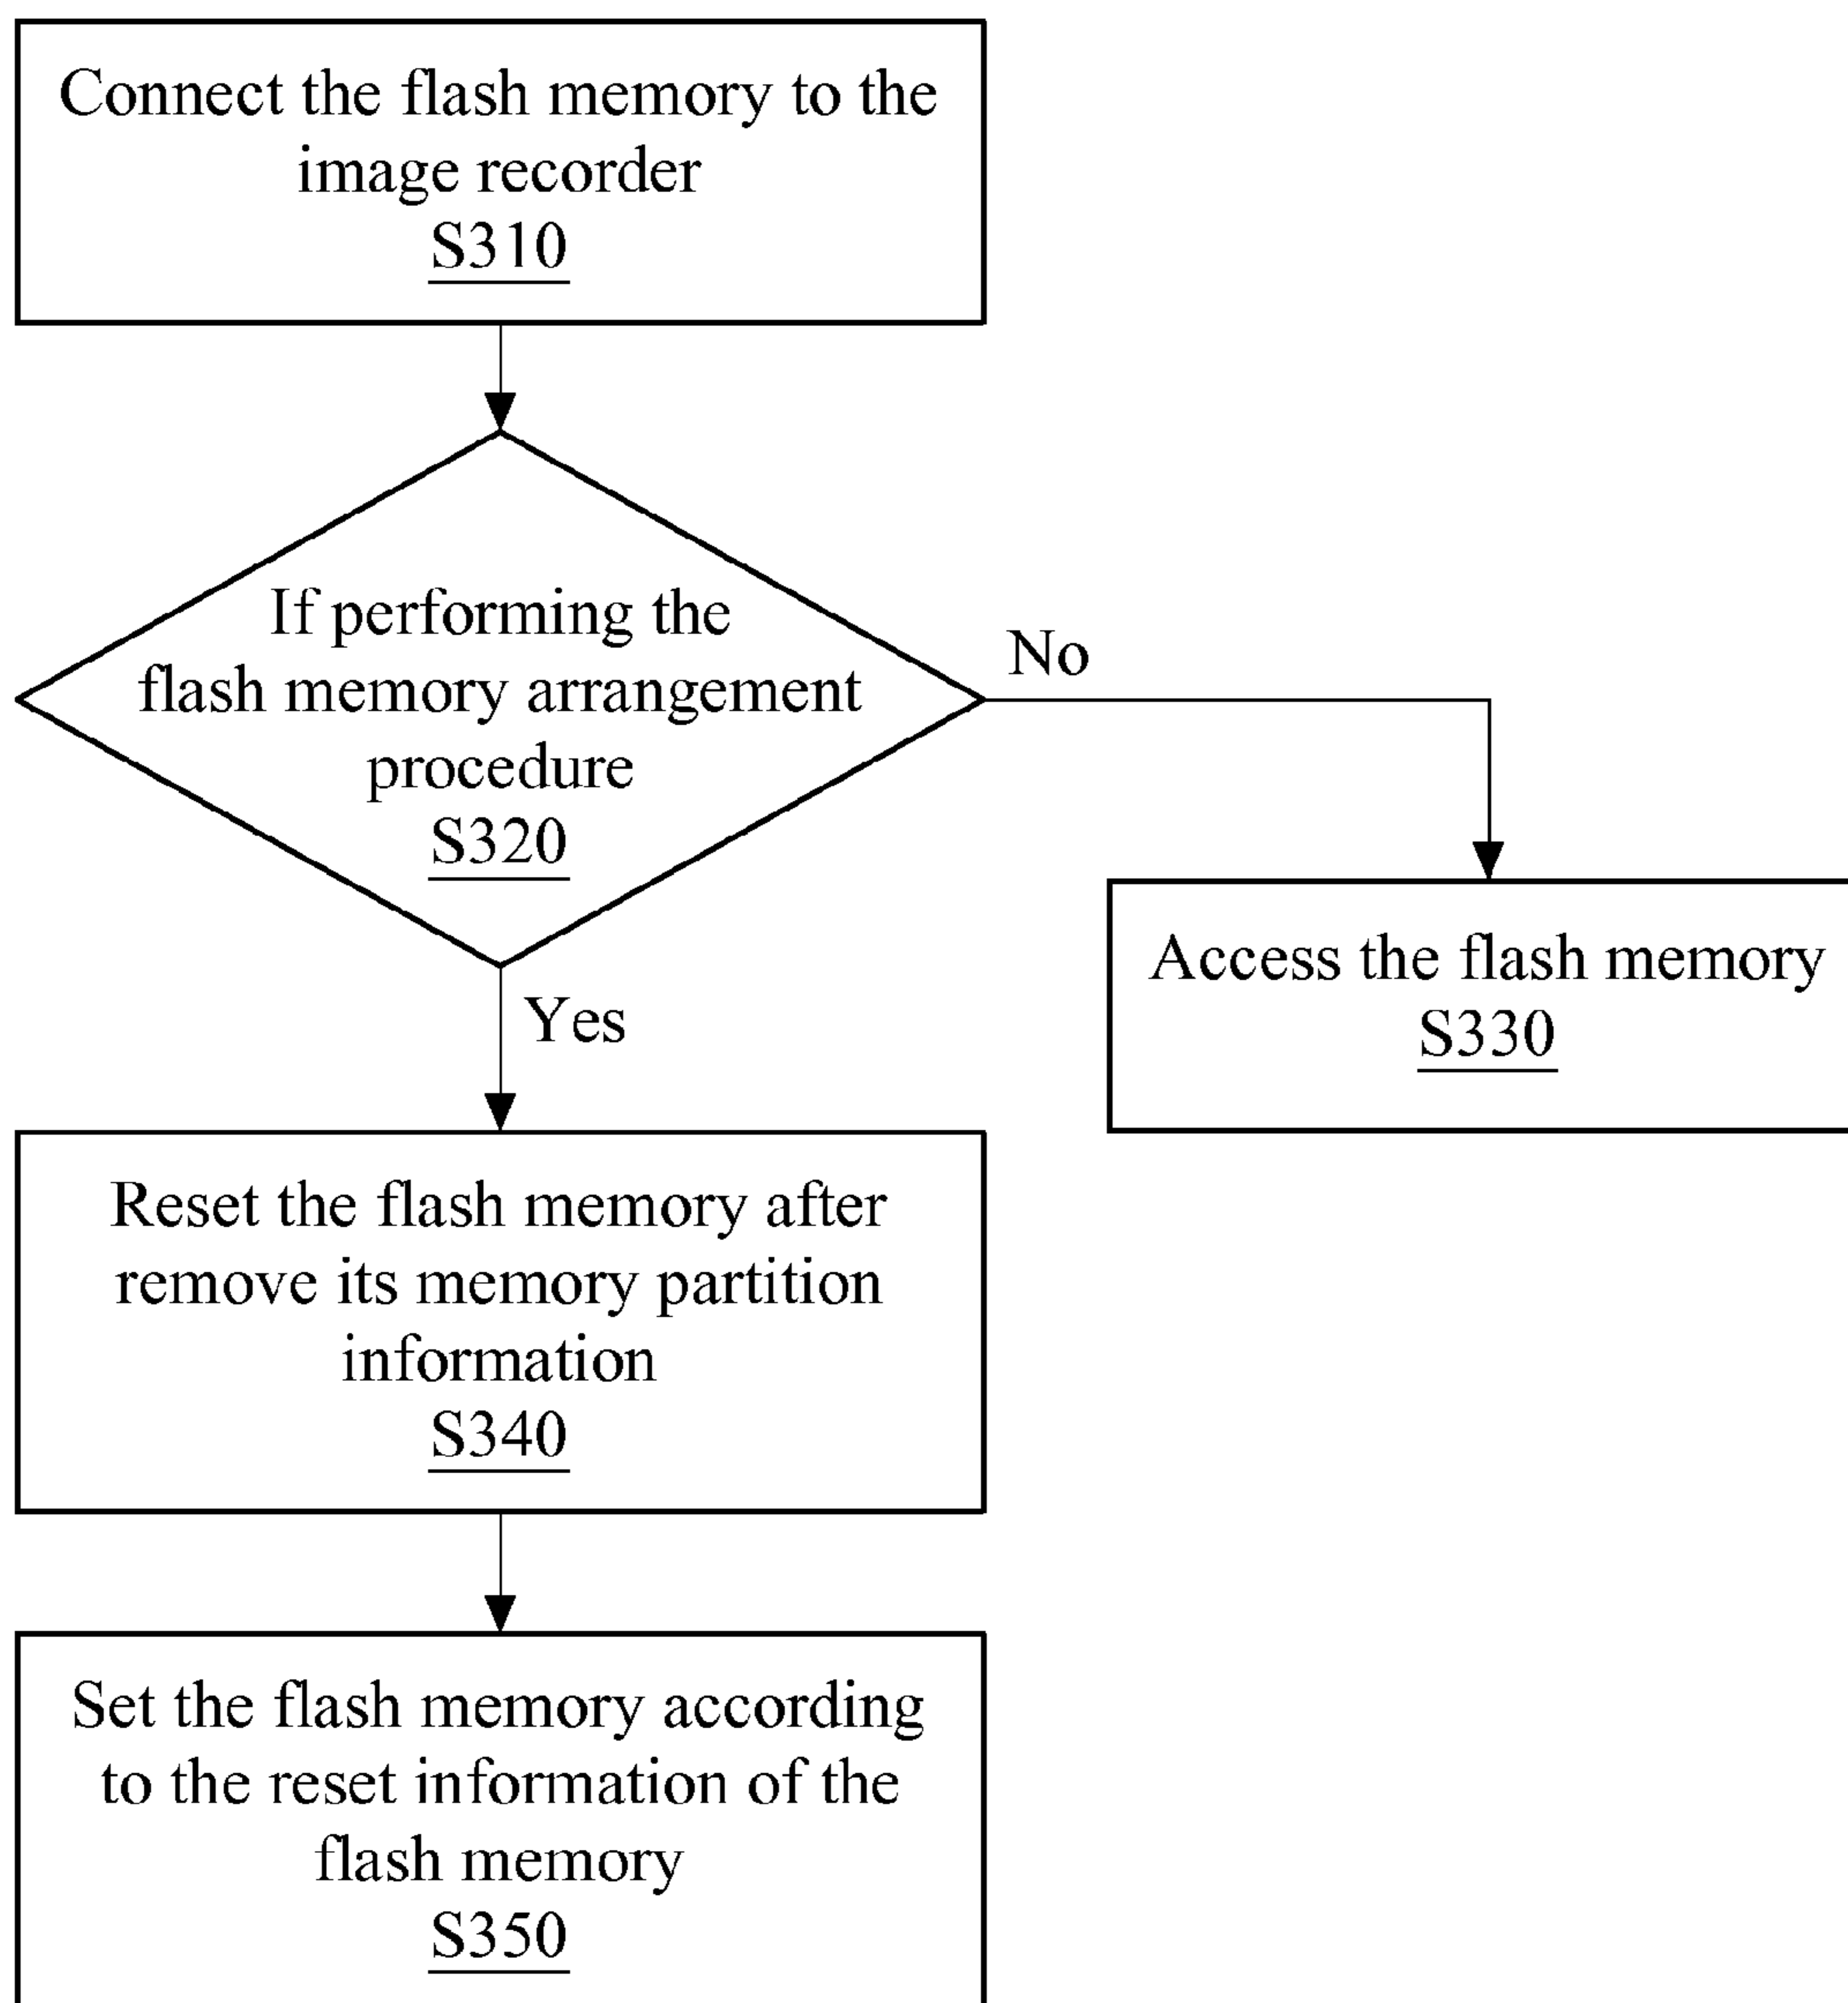 Connect the flash memory to the
image recorder
S310
If performing the
flash memory arrangement
procedure
S320
No
Access the flash memory
S330
Yes
Reset the flash memory after
remove its memory partition
information
S340
Set the flash memory according
to the reset information of the
flash memory
S350